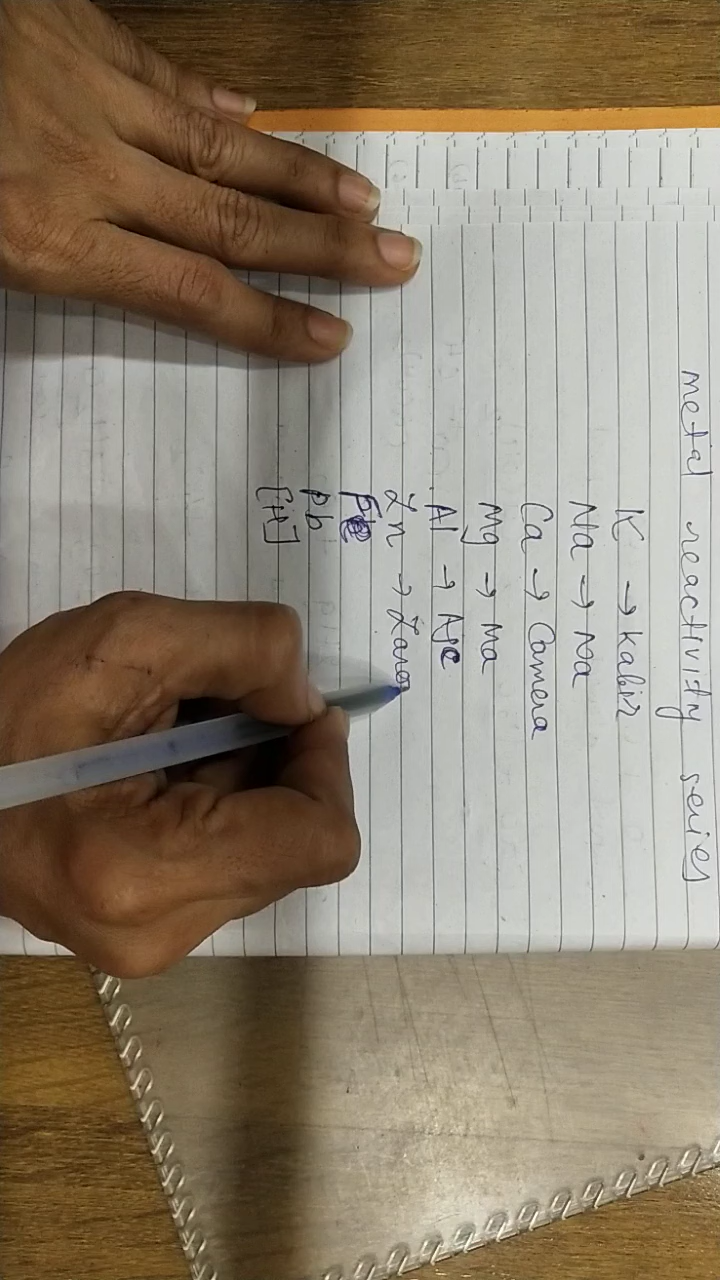 metal reactivity series
K → Kabir
Na → Na
Ca → Camera
Mg → Ma
Al → Aje
Zn → Zara
Fe
Pb
[H]